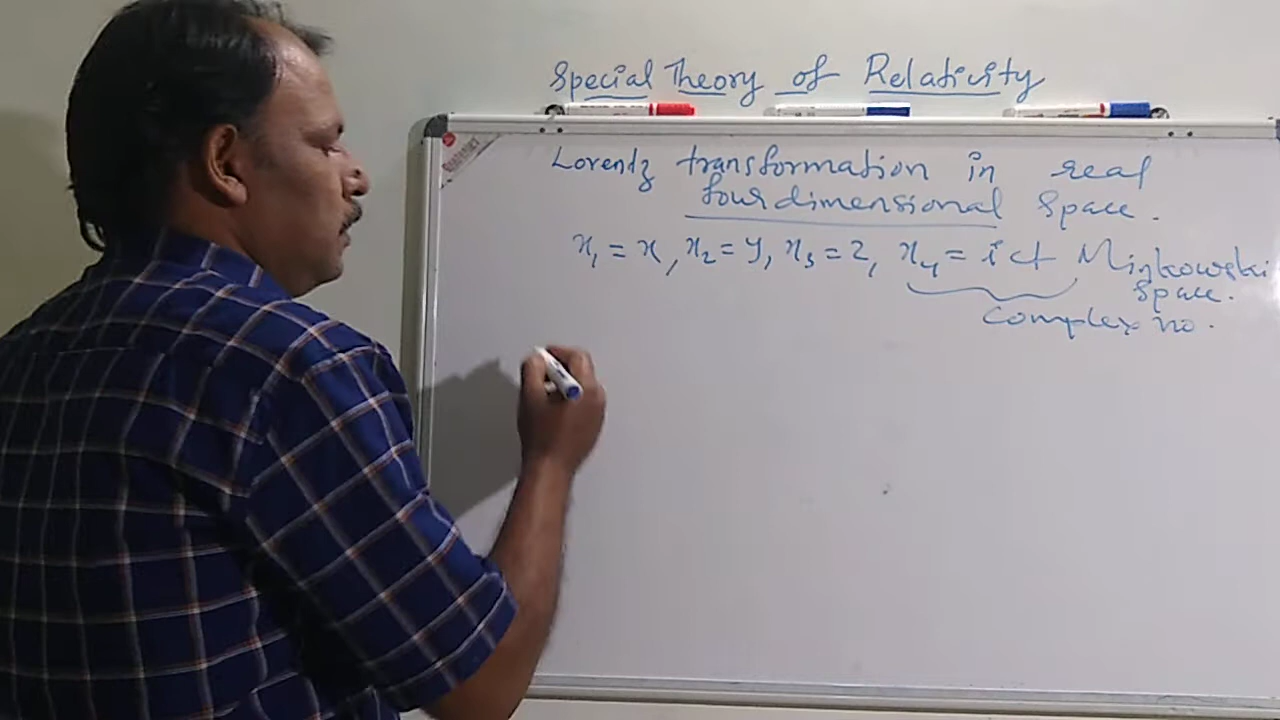 Special Theory of Relativity
Lorentz transformation in real
four dimensional space.
x₁ = x, x₂ = y, x₃ = z, x₄ = ict Minkowski
space.
complex no.